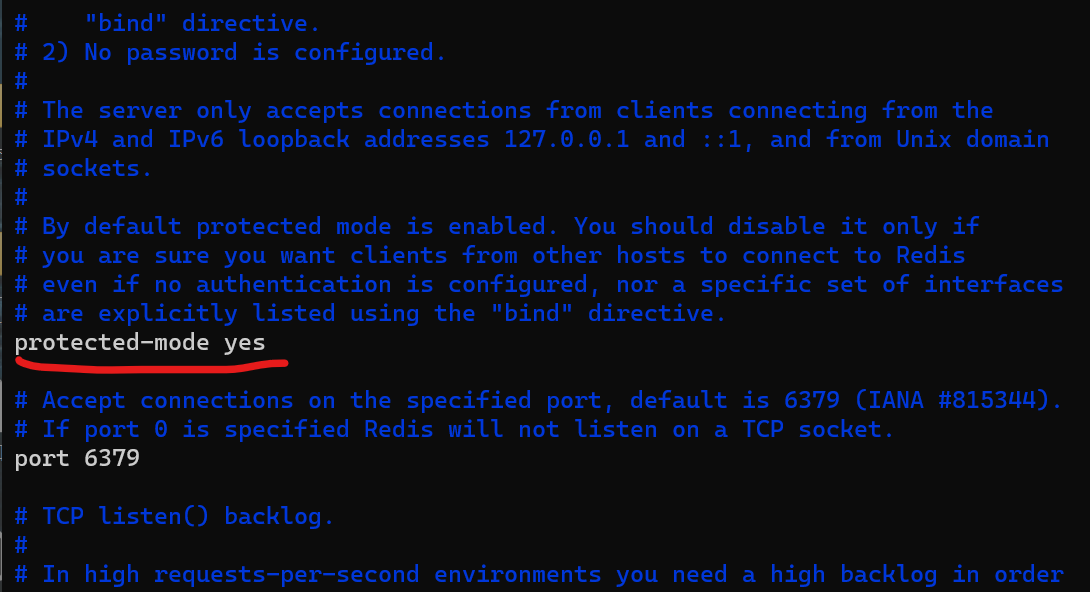 #    "bind" directive.
# 2) No password is configured.
#
# The server only accepts connections from clients connecting from the
# IPv4 and IPv6 loopback addresses 127.0.0.1 and ::1, and from Unix domain
# sockets.
#
# By default protected mode is enabled. You should disable it only if
# you are sure you want clients from other hosts to connect to Redis
# even if no authentication is configured, nor a specific set of interfaces
# are explicitly listed using the "bind" directive.
protected-mode yes
# Accept connections on the specified port, default is 6379 (IANA #815344).
# If port 0 is specified Redis will not listen on a TCP socket.
port 6379
# TCP listen() backlog.
#
# In high requests-per-second environments you need a high backlog in order